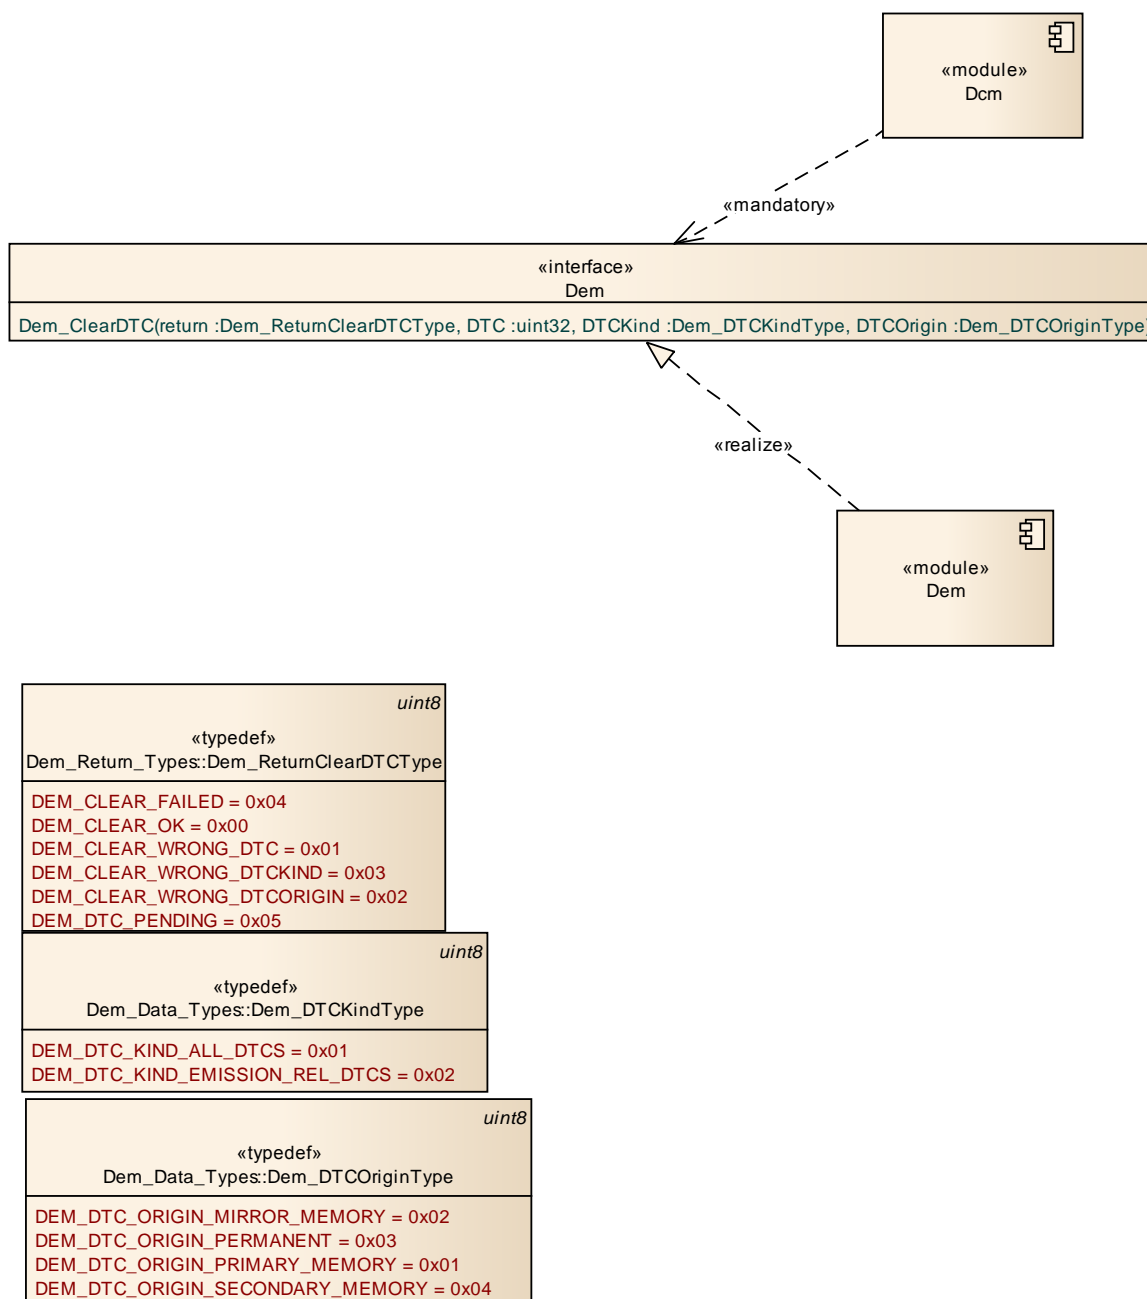 «module»
Dcm
«mandatory»
«interface»
Dem
Dem_ClearDTC(return :Dem_ReturnClearDTCType, DTC :uint32, DTCKind :Dem_DTCKindType, DTCOrigin :Dem_DTCOriginType)
«realize»
«module»
Dem
uint8
«typedef»
Dem_Return_Types::Dem_ReturnClearDTCType
DEM_CLEAR_FAILED = 0x04
DEM_CLEAR_OK = 0x00
DEM_CLEAR_WRONG_DTC = 0x01
DEM_CLEAR_WRONG_DTCKIND = 0x03
DEM_CLEAR_WRONG_DTCORIGIN = 0x02
DEM_DTC_PENDING = 0x05
uint8
«typedef»
Dem_Data_Types::Dem_DTCKindType
DEM_DTC_KIND_ALL_DTCS = 0x01
DEM_DTC_KIND_EMISSION_REL_DTCS = 0x02
uint8
«typedef»
Dem_Data_Types::Dem_DTCOriginType
DEM_DTC_ORIGIN_MIRROR_MEMORY = 0x02
DEM_DTC_ORIGIN_PERMANENT = 0x03
DEM_DTC_ORIGIN_PRIMARY_MEMORY = 0x01
DEM_DTC_ORIGIN_SECONDARY_MEMORY = 0x04